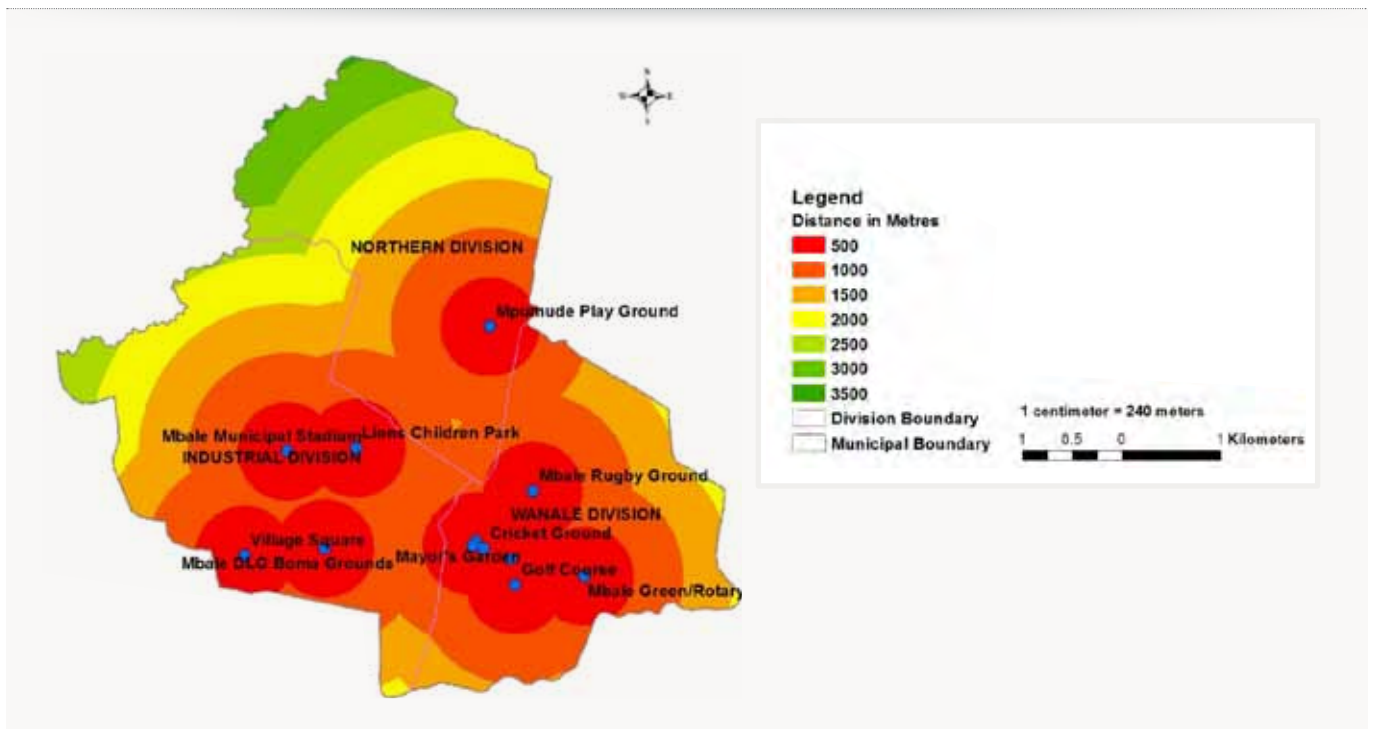 N
E
S
NORTHERN DIVISION
Mpumude Play Ground
Mbale Municipal Stadium
Lions Children Park
INDUSTRIAL DIVISION
Mbale Rugby Ground
WANALE DIVISION
Cricket Ground
Village Square
Mayor's Garden
Mbale DLG Boma Grounds
Golf Course
Mbale Green/Rotary
Legend
Distance in Metres
500
1000
1500
2000
2500
3000
3500
Division Boundary
Municipal Boundary
1 centimeter = 240 meters
1 0.5 0 1 Kilometers